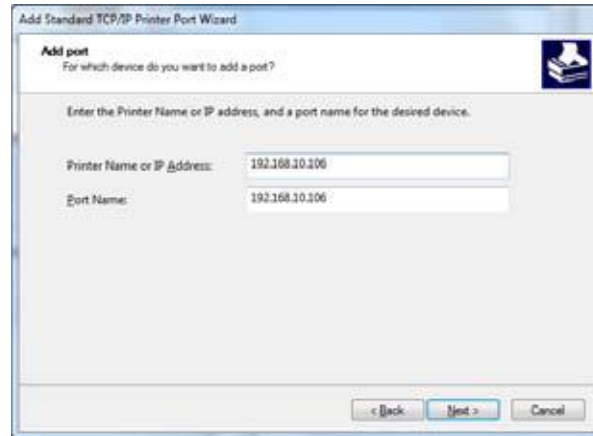 Add Standard TCP/IP Printer Port Wizard
Add port
For which device do you want to add a port?
Enter the Printer Name or IP address, and a port name for the desired device.
Printer Name or IP Address: 192.168.10.106
Port Name: 192.168.10.106
< Back Next > Cancel